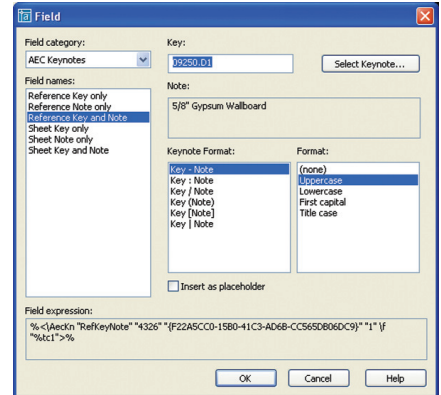 Field
Field category:
AEC Keynotes
Field names:
Reference Key only
Reference Note only
Reference Key and Note
Sheet Key only
Sheet Note only
Sheet Key and Note
Key:
09250.D1
Select Keynote...
Note:
5/8" Gypsum Wallboard
Keynote Format:
Key - Note
Key : Note
Key / Note
Key (Note)
Key [Note]
Key | Note
Format:
(none)
Uppercase
Lowercase
First capital
Title case
Insert as placeholder
Field expression:
%<\AecKn "RefKeyNote" "4326" "{F22A5CC0-15B0-41C3-AD6B-CC565DB06DC9}" "1" \f
"%tc1">%
OK
Cancel
Help